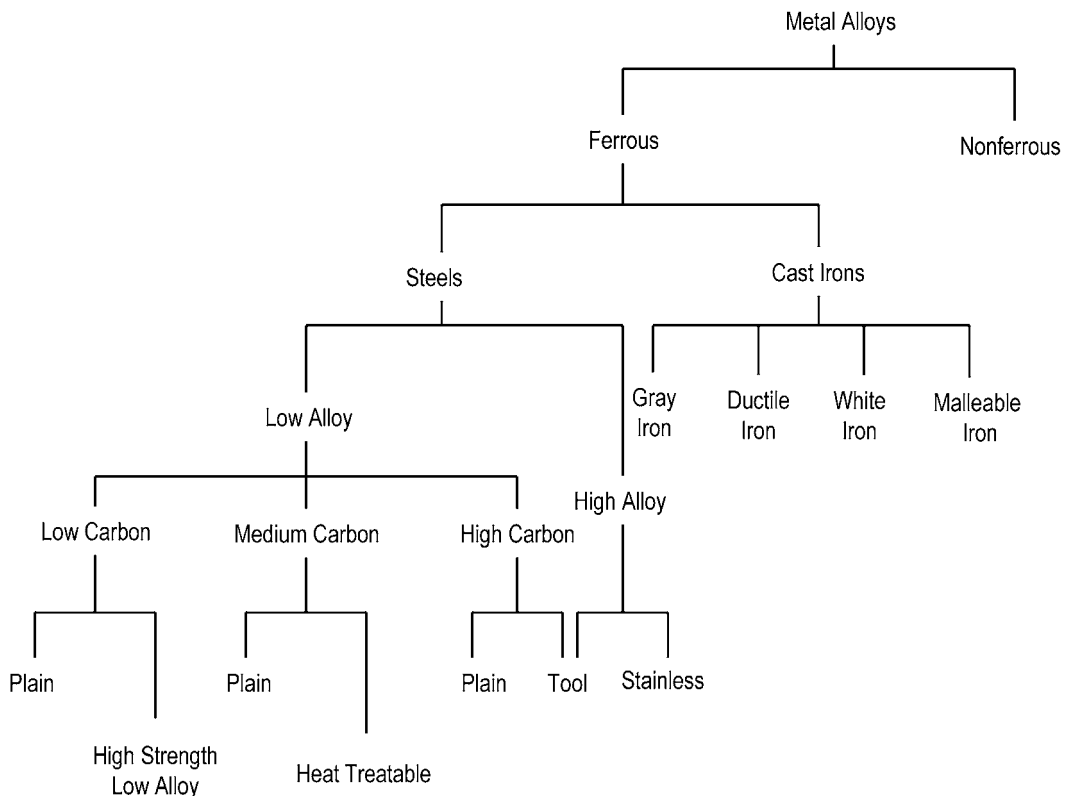 Metal Alloys
Ferrous
Nonferrous
Steels
Cast Irons
Gray
Iron
Ductile
Iron
White
Iron
Malleable
Iron
Low Alloy
High Alloy
Low Carbon
Medium Carbon
High Carbon
Plain
High Strength
Low Alloy
Plain
Heat Treatable
Plain
Tool
Stainless